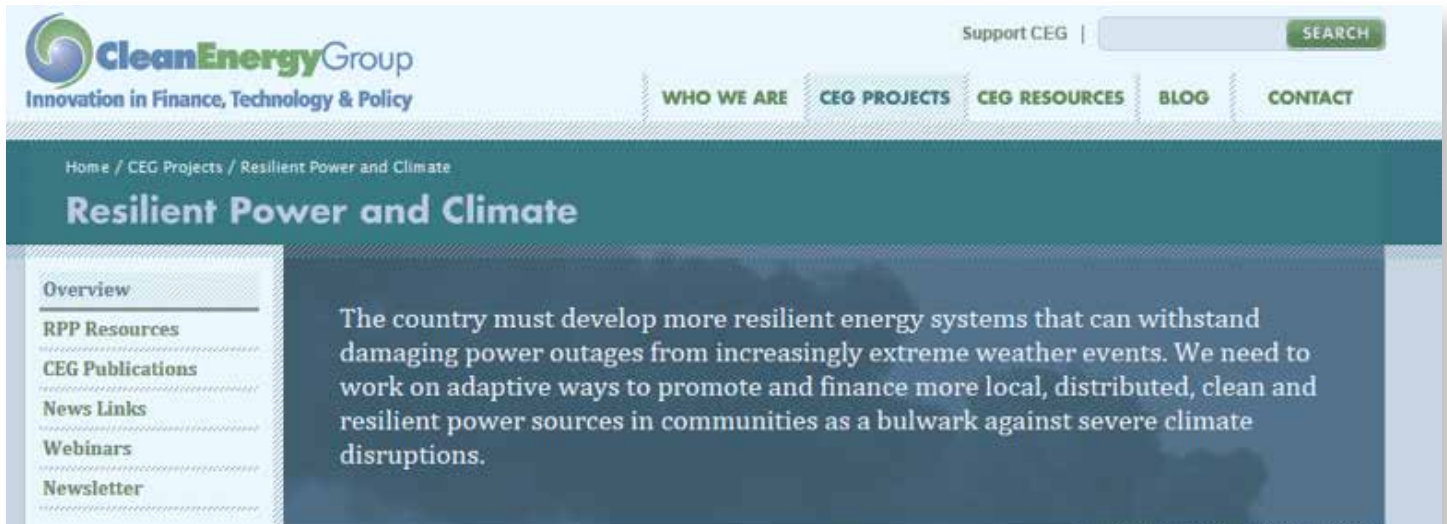 CleanEnergyGroup
Innovation in Finance, Technology & Policy
Support CEG |
SEARCH
WHO WE ARE
CEG PROJECTS
CEG RESOURCES
BLOG
CONTACT
Home / CEG Projects / Resilient Power and Climate
Resilient Power and Climate
Overview
RPP Resources
CEG Publications
News Links
Webinars
Newsletter
The country must develop more resilient energy systems that can withstand
damaging power outages from increasingly extreme weather events. We need to
work on adaptive ways to promote and finance more local, distributed, clean and
resilient power sources in communities as a bulwark against severe climate
disruptions.